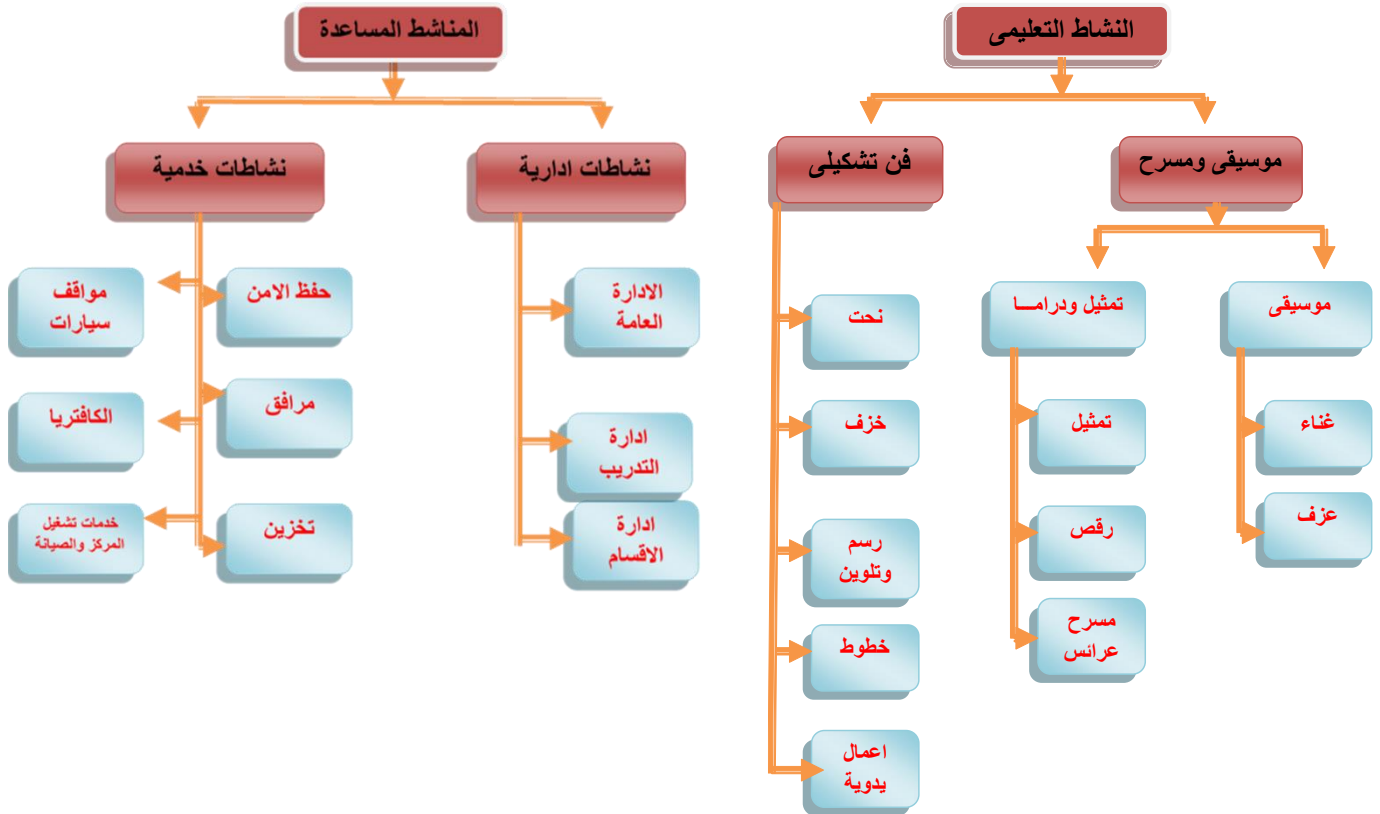 النشاط التعليمى
المناشط المساعدة
موسيقى ومسرح
فن تشكيلى
نشاطات ادارية
نشاطات خدمية
موسيقى
تمثيل ودرامـــا
نحت
الادارة
العامة
حفظ الامن
مواقف
سيارات
غناء
تمثيل
خزف
ادارة
التدريب
مرافق
الكافتريا
عزف
رقص
رسم
وتلوين
ادارة
الاقسام
تخزين
خدمات تشغيل
المركز والصيانة
مسرح
عرائس
خطوط
اعمال
يدوية